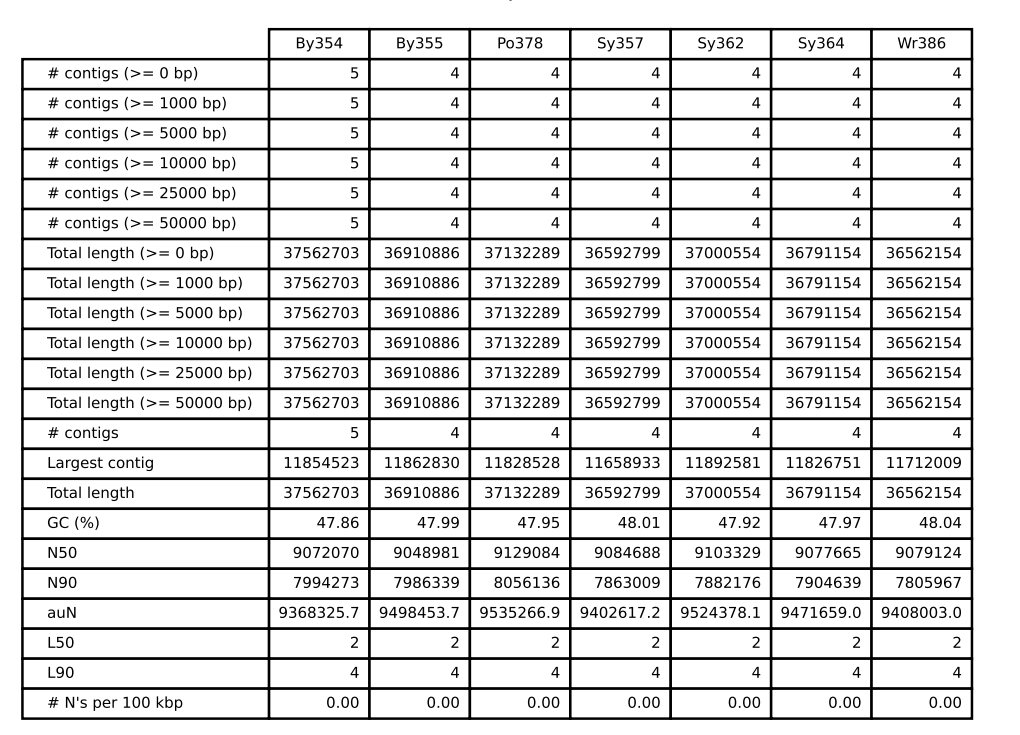 By354 By355 Po378 Sy357 Sy362 Sy364 Wr386
# contigs (>= 0 bp) 5 4 4 4 4 4 4
# contigs (>= 1000 bp) 5 4 4 4 4 4 4
# contigs (>= 5000 bp) 5 4 4 4 4 4 4
# contigs (>= 10000 bp) 5 4 4 4 4 4 4
# contigs (>= 25000 bp) 5 4 4 4 4 4 4
# contigs (>= 50000 bp) 5 4 4 4 4 4 4
Total length (>= 0 bp) 37562703 36910886 37132289 36592799 37000554 36791154 36562154
Total length (>= 1000 bp) 37562703 36910886 37132289 36592799 37000554 36791154 36562154
Total length (>= 5000 bp) 37562703 36910886 37132289 36592799 37000554 36791154 36562154
Total length (>= 10000 bp) 37562703 36910886 37132289 36592799 37000554 36791154 36562154
Total length (>= 25000 bp) 37562703 36910886 37132289 36592799 37000554 36791154 36562154
Total length (>= 50000 bp) 37562703 36910886 37132289 36592799 37000554 36791154 36562154
# contigs 5 4 4 4 4 4 4
Largest contig 11854523 11862830 11828528 11658933 11892581 11826751 11712009
Total length 37562703 36910886 37132289 36592799 37000554 36791154 36562154
GC (%) 47.86 47.99 47.95 48.01 47.92 47.97 48.04
N50 9072070 9048981 9129084 9084688 9103329 9077665 9079124
N90 7994273 7986339 8056136 7863009 7882176 7904639 7805967
auN 9368325.7 9498453.7 9535266.9 9402617.2 9524378.1 9471659.0 9408003.0
L50 2 2 2 2 2 2 2
L90 4 4 4 4 4 4 4
# N's per 100 kbp 0.00 0.00 0.00 0.00 0.00 0.00 0.00